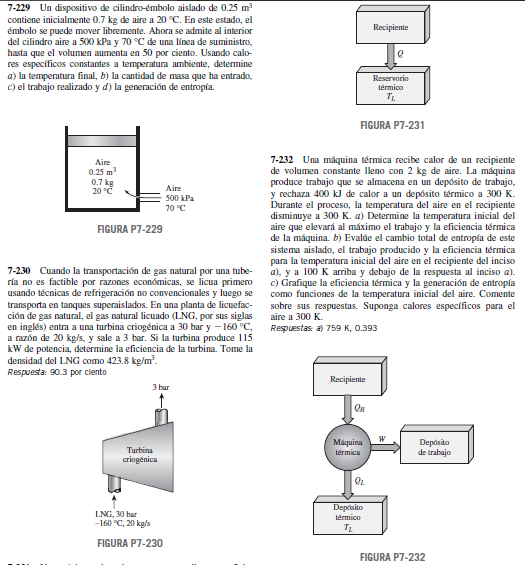 7-229 Un dispositivo de cilindro-émbolo aislado de 0.25 m³
contiene inicialmente 0.7 kg de aire a 20 °C. En este estado, el
émbolo se puede mover libremente. Ahora se admite al interior
del cilindro aire a 500 kPa y 70 °C de una línea de suministro,
hasta que el volumen aumenta en 50 por ciento. Usando calo-
res específicos constantes a temperatura ambiente, determine
a) la temperatura final, b) la cantidad de masa que ha entrado,
c) el trabajo realizado y d) la generación de entropía.
Aire
0.25 m³
0.7 kg
20 °C
Aire
500 kPa
70 °C
FIGURA P7-229
7-230 Cuando la transportación de gas natural por una tube-
ría no es factible por razones económicas, se licua primero
usando técnicas de refrigeración no convencionales y luego se
transporta en tanques superaislados. En una planta de licuefac-
ción de gas natural, el gas natural licuado (LNG, por sus siglas
en inglés) entra a una turbina criogénica a 30 bar y −160 °C,
a razón de 20 kg/s, y sale a 3 bar. Si la turbina produce 115
kW de potencia, determine la eficiencia de la turbina. Tome la
densidad del LNG como 423.8 kg/m³.
Respuesta: 90.3 por ciento
3 bar
Turbina
criogénica
LNG, 30 bar
−160 °C, 20 kg/s
FIGURA P7-230
Recipiente
Q
Reservorio
térmico
T_L
FIGURA P7-231
7-232 Una máquina térmica recibe calor de un recipiente
de volumen constante lleno con 2 kg de aire. La máquina
produce trabajo que se almacena en un depósito de trabajo,
y rechaza 400 kJ de calor a un depósito térmico a 300 K.
Durante el proceso, la temperatura del aire en el recipiente
disminuye a 300 K. a) Determine la temperatura inicial del
aire que elevará al máximo el trabajo y la eficiencia térmica
de la máquina. b) Evalúe el cambio total de entropía de este
sistema aislado, el trabajo producido y la eficiencia térmica
para la temperatura inicial del aire en el recipiente del inciso
a), y a 100 K arriba y debajo de la respuesta al inciso a).
c) Grafique la eficiencia térmica y la generación de entropía
como funciones de la temperatura inicial del aire. Comente
sobre sus respuestas. Suponga calores específicos para el
aire a 300 K.
Respuestas: a) 759 K, 0.393
Recipiente
Q_H
Máquina
térmica
W
Depósito
de trabajo
Q_L
Depósito
térmico
T_L
FIGURA P7-232